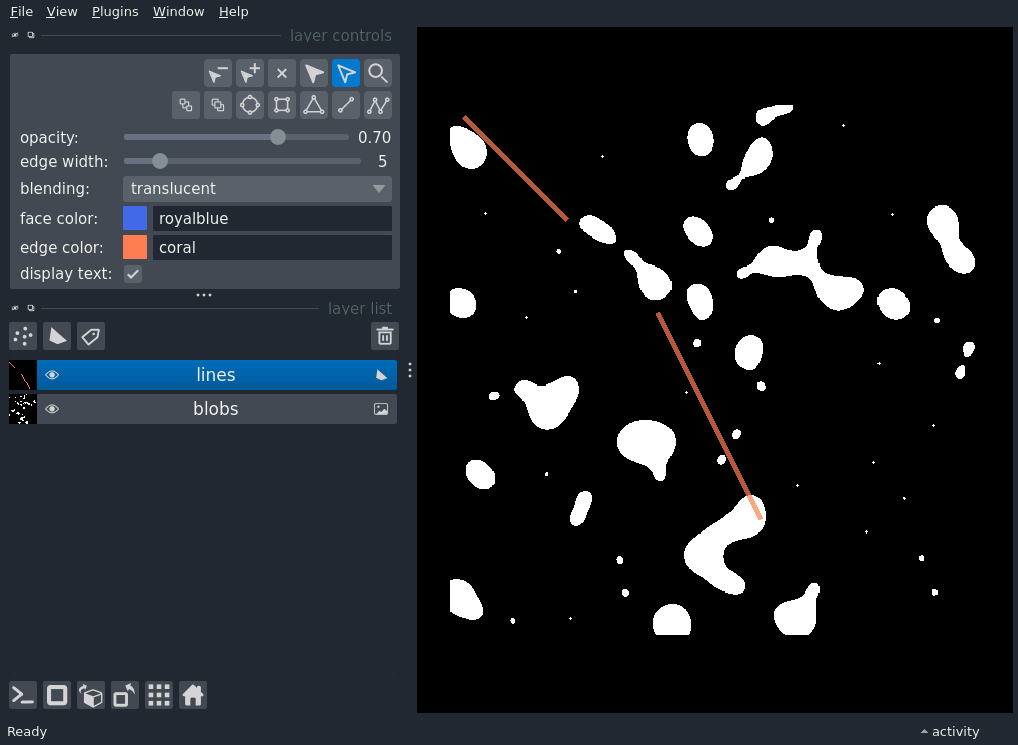 File View Plugins Window Help
layer controls
opacity: 0.70
edge width: 5
blending: translucent
face color: royalblue
edge color: coral
display text:
layer list
lines
blobs
Ready activity